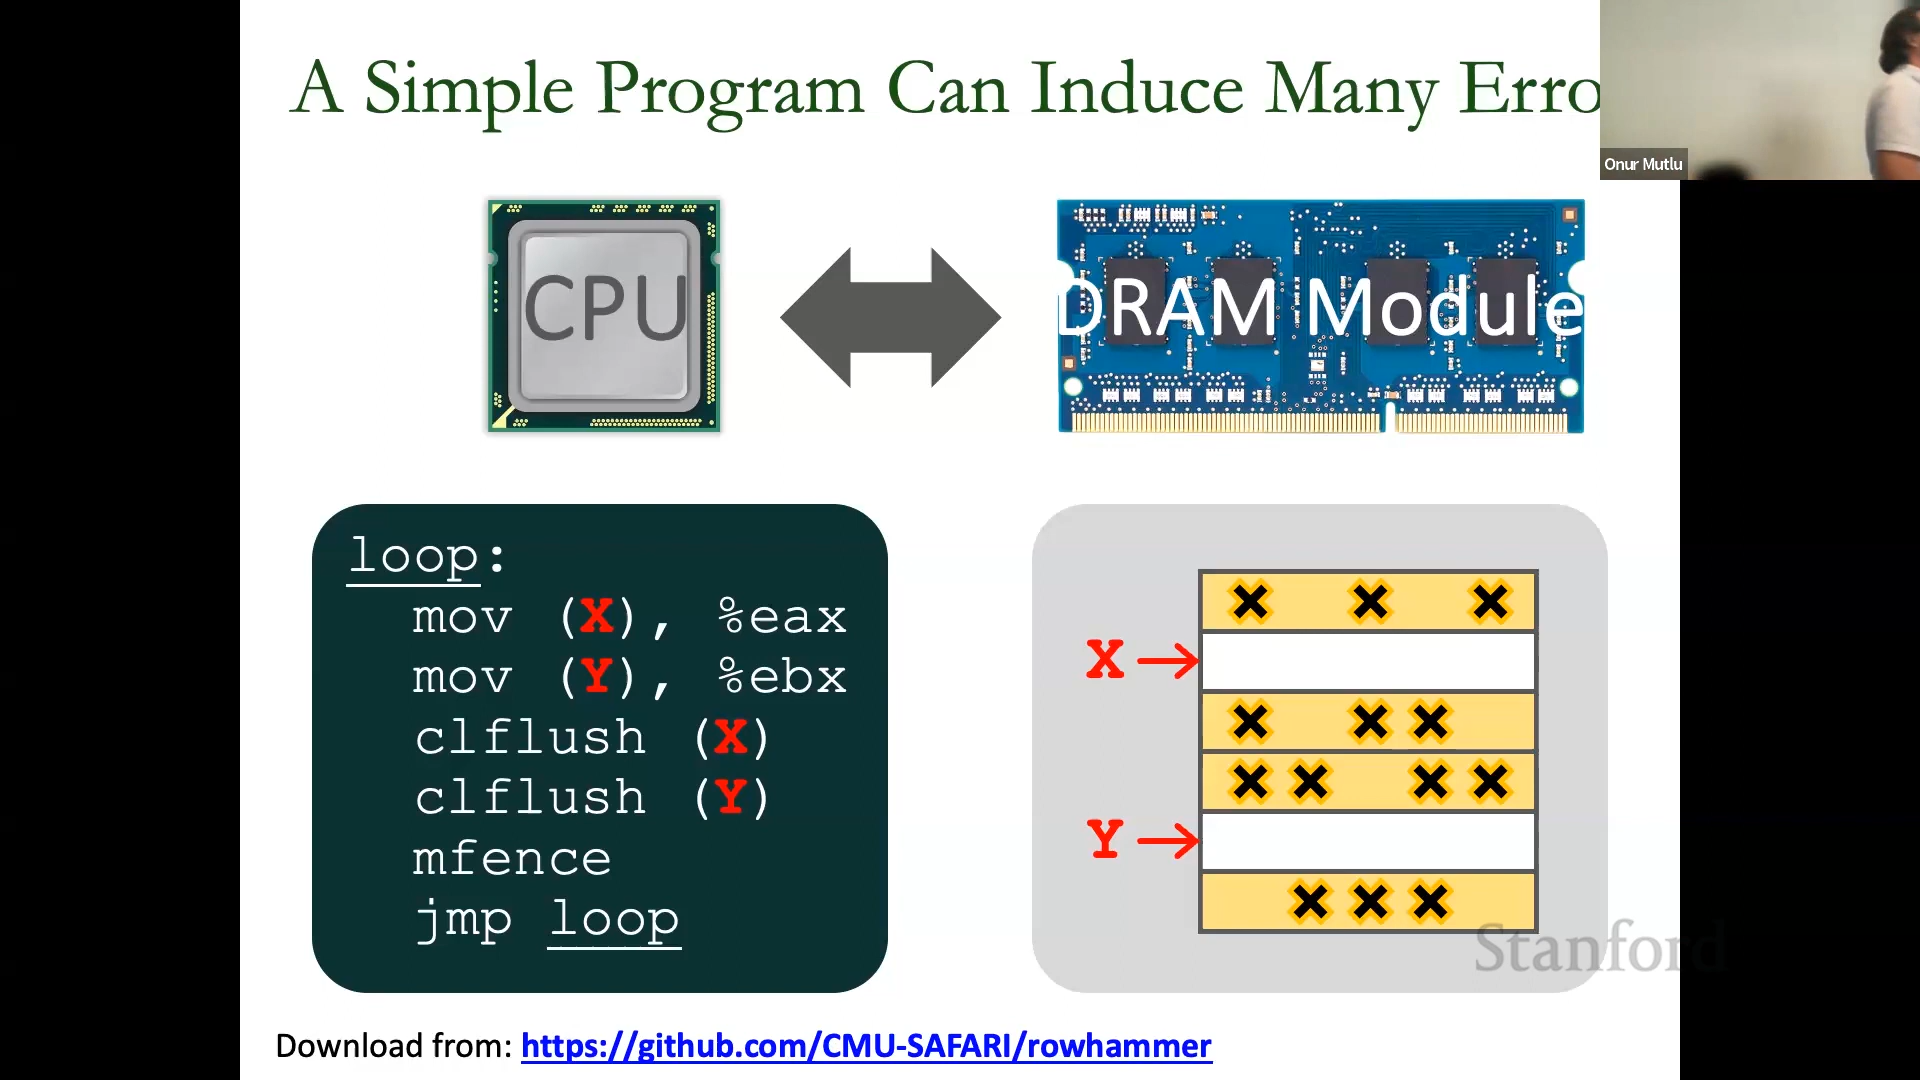 A Simple Program Can Induce Many Erro
Onur Mutlu
CPU
DRAM Module
loop:
mov (X), %eax
mov (Y), %ebx
clflush (X)
clflush (Y)
mfence
jmp loop
X
Y
Stanford
Download from: https://github.com/CMU-SAFARI/rowhammer